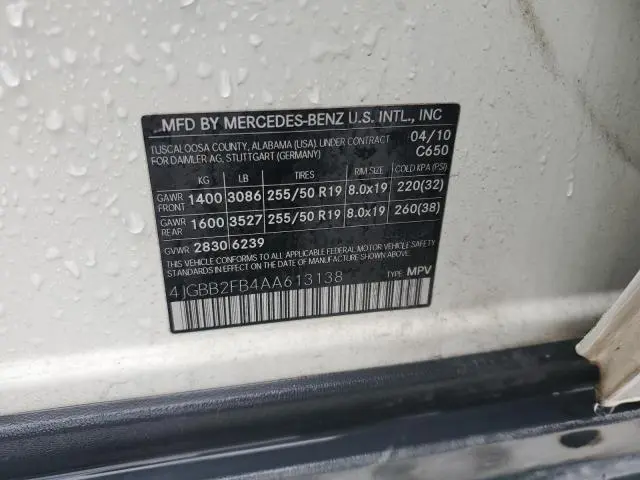 MFD BY MERCEDES-BENZ U.S. INTL., INC
TUSCALOOSA COUNTY, ALABAMA (USA), UNDER CONTRACT 04/10
FOR DAIMLER AG, STUTTGART (GERMANY) C650
KG LB TIRES RIM SIZE COLD KPA (PSI)
GAWR FRONT 1400 3086 255/50 R19 8.0x19 220(32)
GAWR REAR 1600 3527 255/50 R19 8.0x19 260(38)
GVWR 2830 6239
THIS VEHICLE CONFORMS TO ALL APPLICABLE FEDERAL MOTOR VEHICLE SAFETY
STANDARDS IN EFFECT ON THE DATE OF MANUFACTURE SHOWN ABOVE.
4JGBB2FB4AA613138 TYPE: MPV